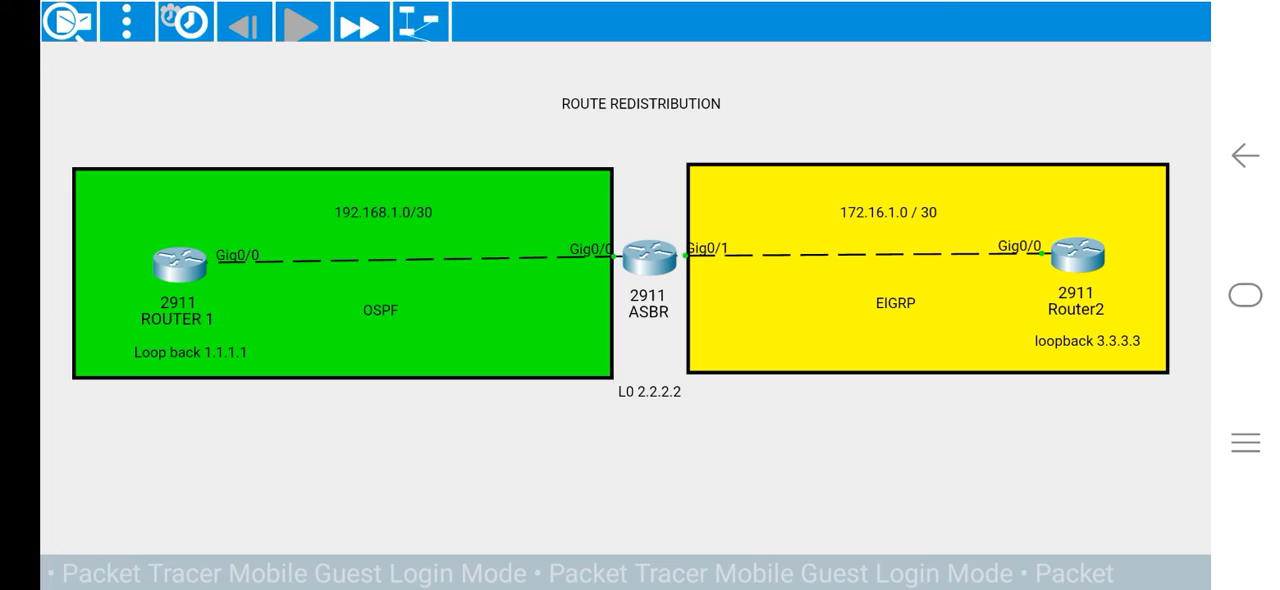 ROUTE REDISTRIBUTION
192.168.1.0/30
172.16.1.0 / 30
Gig0/0
Gig0/0
Gig0/1
Gig0/0
2911
ROUTER 1
OSPF
2911
ASBR
EIGRP
2911
Router2
Loop back 1.1.1.1
loopback 3.3.3.3
L0 2.2.2.2
• Packet Tracer Mobile Guest Login Mode • Packet Tracer Mobile Guest Login Mode • Packet